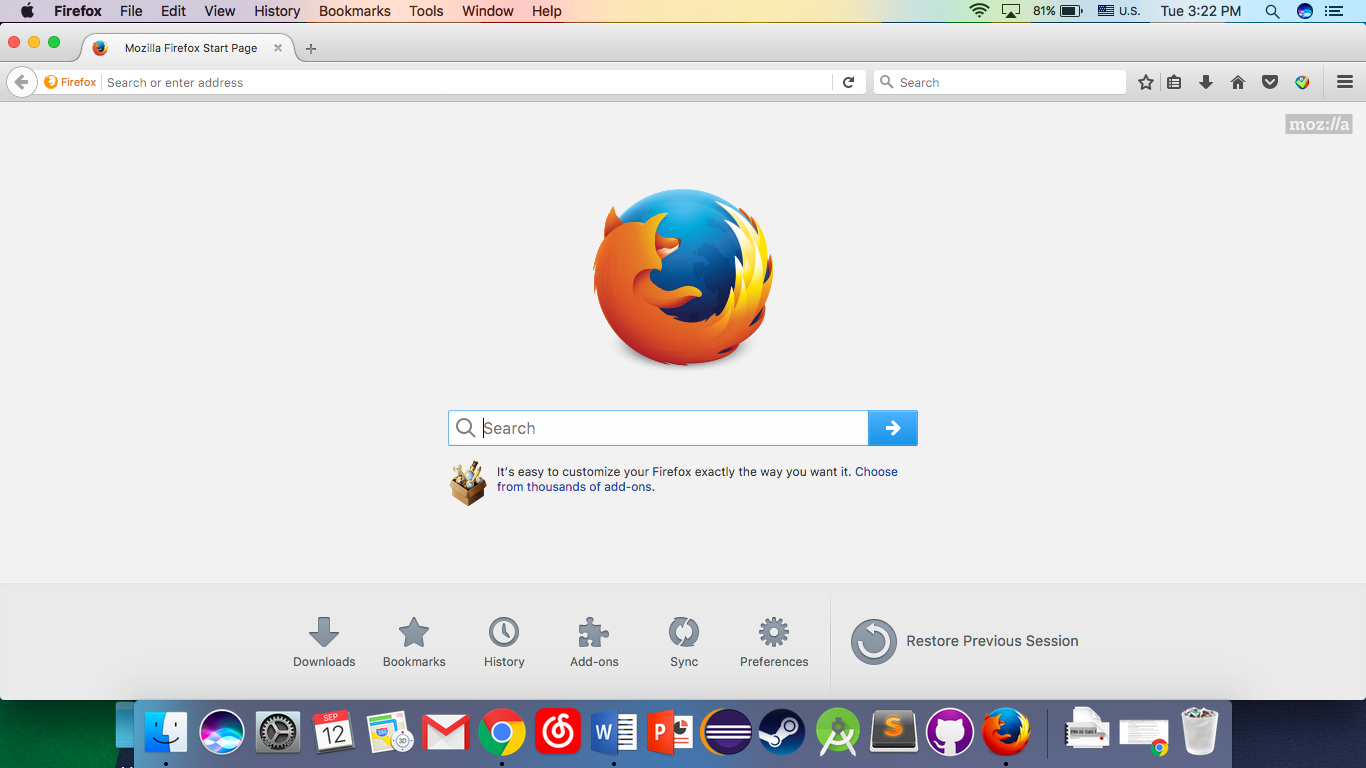 Firefox File Edit View History Bookmarks Tools Window Help 81% U.S. Tue 3:22 PM
Mozilla Firefox Start Page
Firefox Search or enter address Search
moz://a
Search
It's easy to customize your Firefox exactly the way you want it. Choose
from thousands of add-ons.
Downloads Bookmarks History Add-ons Sync Preferences Restore Previous Session
SEP
12
3D
W
P
S